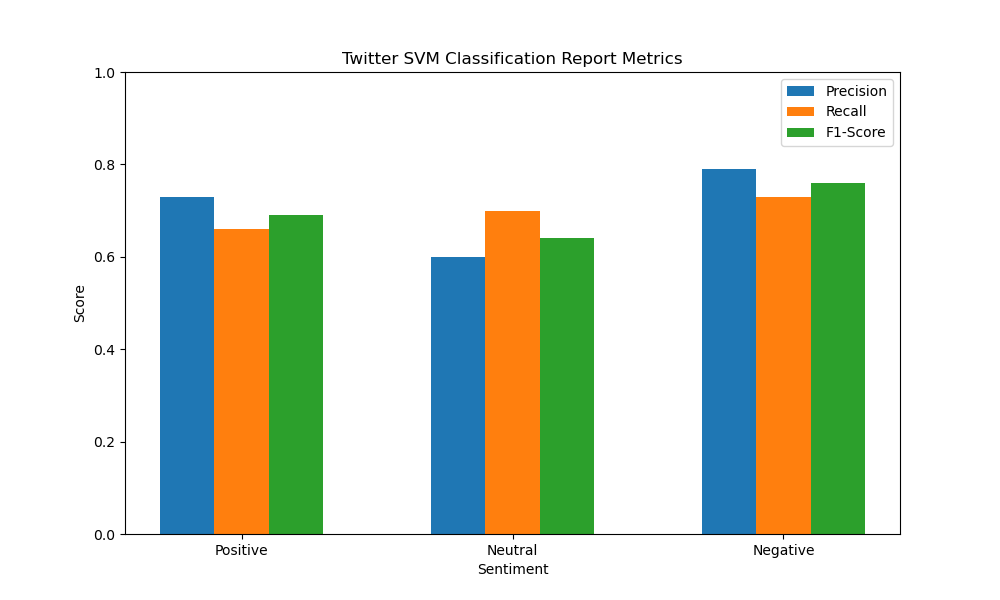 Twitter SVM Classification Report Metrics
Precision
Recall
F1-Score
1.0
0.8
0.6
0.4
0.2
0.0
Score
Positive
Neutral
Negative
Sentiment